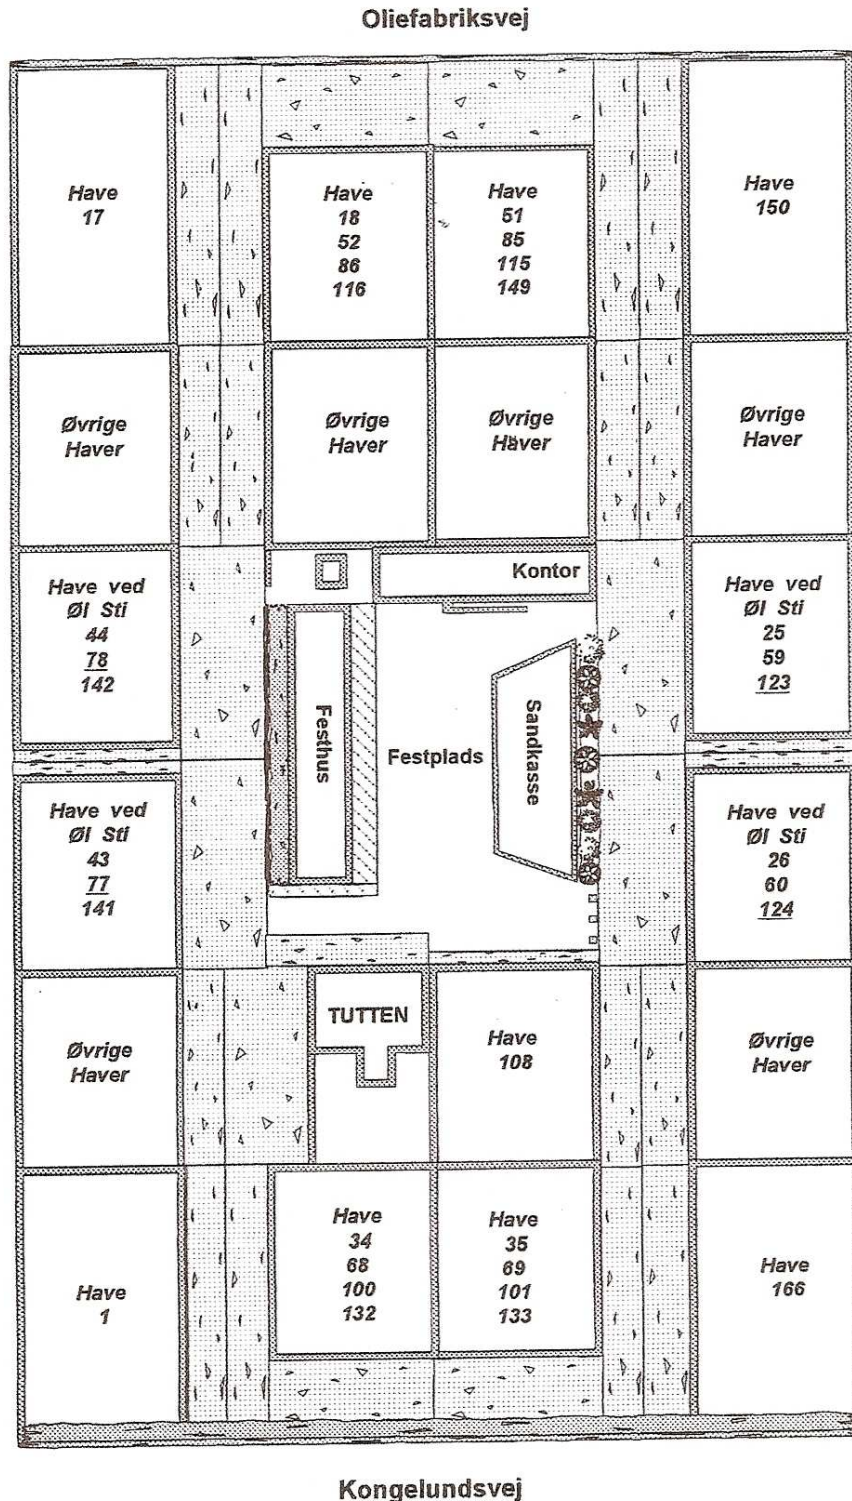 Oliefabriksvej
Have
17
Have
18
52
86
116
Have
51
85
115
149
Have
150
Øvrige
Haver
Øvrige
Haver
Øvrige
Haver
Øvrige
Haver
Have ved
Øl Sti
44
78
142
Kontor
Have ved
Øl Sti
25
59
123
Festhus
Festplads
Sandkasse
Have ved
Øl Sti
43
77
141
Have ved
Øl Sti
26
60
124
Øvrige
Haver
TUTTEN
Have
108
Øvrige
Haver
Have
1
Have
34
68
100
132
Have
35
69
101
133
Have
166
Kongelundsvej